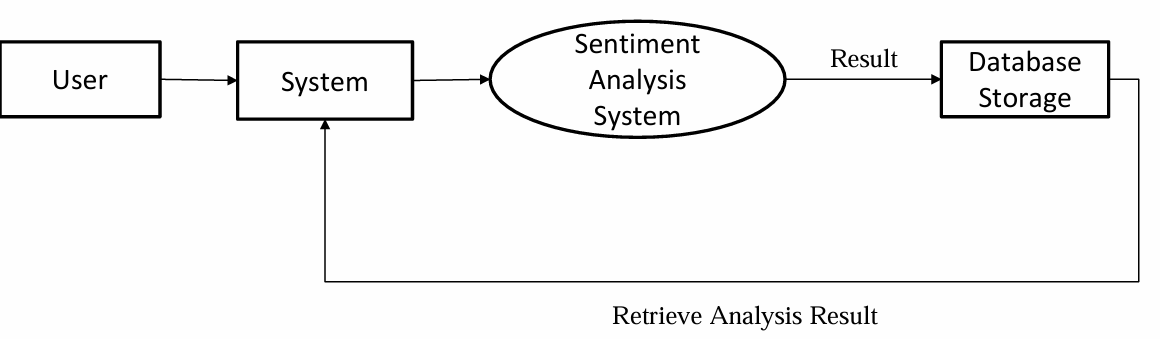 User
System
Sentiment
Analysis
System
Result
Database
Storage
Retrieve Analysis Result